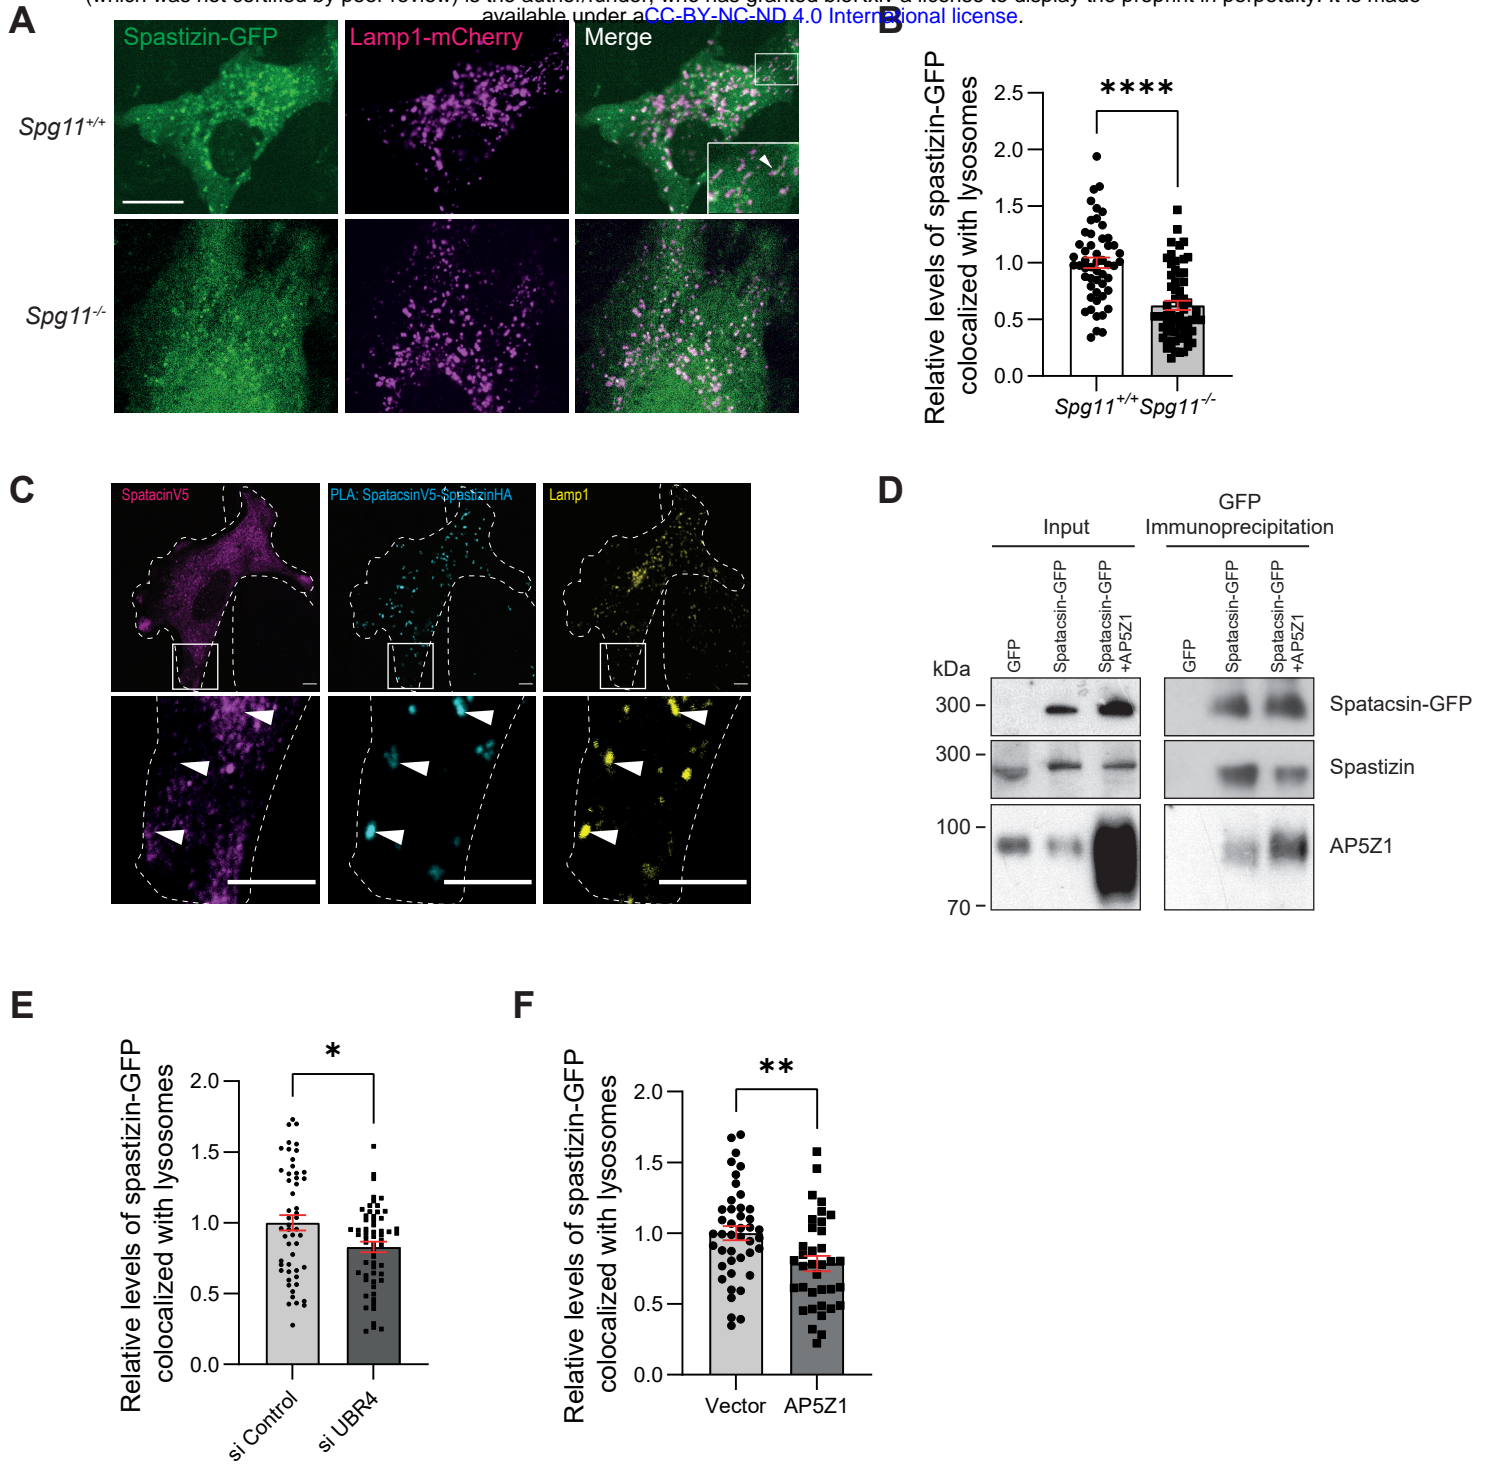 available under aCC-BY-NC-ND 4.0 International license.
A
Spastizin-GFP
Lamp1-mCherry
Merge
Spg11+/+
Spg11-/-
B
Relative levels of spastizin-GFP
colocalized with lysosomes
2.5
2.0
1.5
1.0
0.5
0.0
****
Spg11+/+
Spg11-/-
C
SpatacinV5
PLA: SpatacsinV5-SpastizinHA
Lamp1
D
Input
GFP
Immunoprecipitation
GFP
Spatacsin-GFP
Spatacsin-GFP
+AP5Z1
GFP
Spatacsin-GFP
Spatacsin-GFP
+AP5Z1
kDa
300
Spatacsin-GFP
300
Spastizin
100
AP5Z1
70
E
Relative levels of spastizin-GFP
colocalized with lysosomes
2.0
1.5
1.0
0.5
0.0
*
si Control
si UBR4
F
Relative levels of spastizin-GFP
colocalized with lysosomes
2.0
1.5
1.0
0.5
0.0
**
Vector
AP5Z1